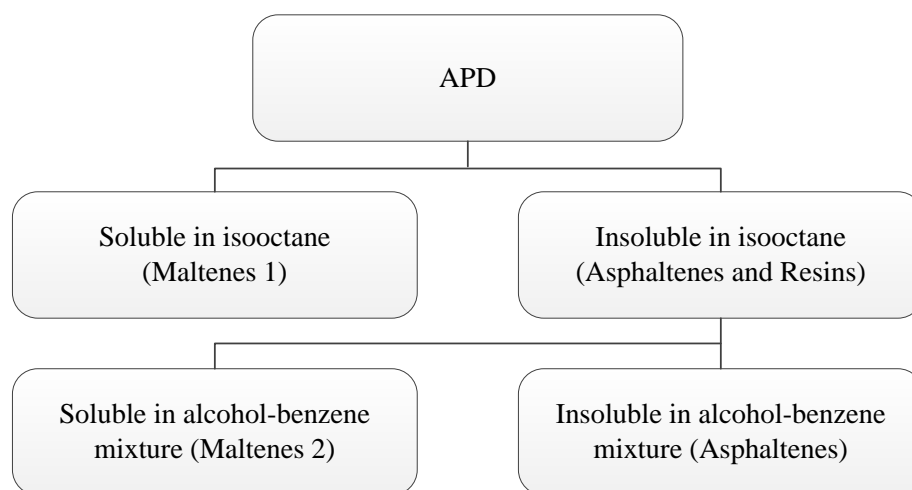 APD
Soluble in isooctane
(Maltenes 1)
Insoluble in isooctane
(Asphaltenes and Resins)
Soluble in alcohol-benzene
mixture (Maltenes 2)
Insoluble in alcohol-benzene
mixture (Asphaltenes)